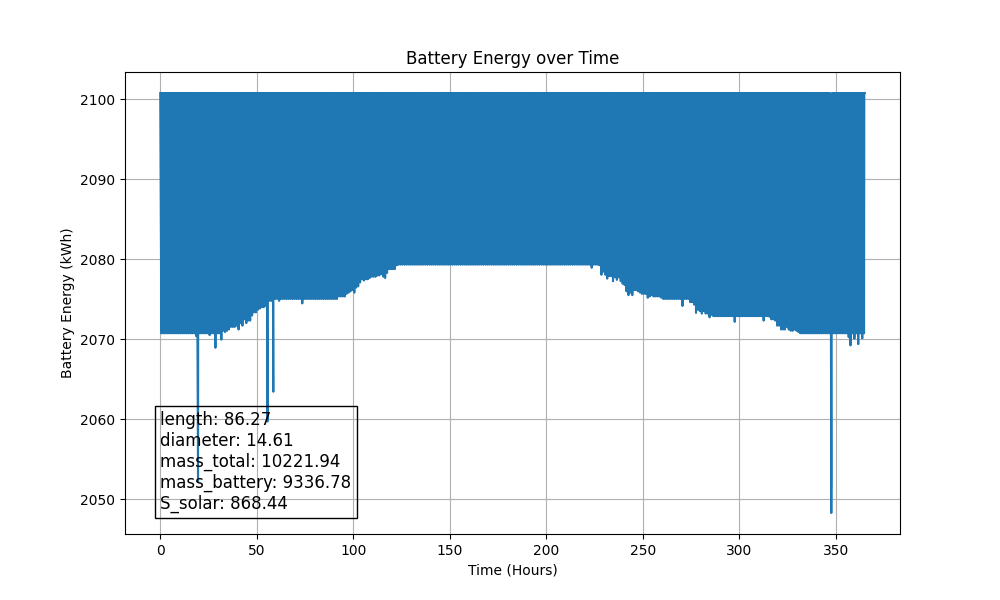 Battery Energy over Time
Battery Energy (kWh)
2100
2090
2080
2070
2060
2050
length: 86.27
diameter: 14.61
mass_total: 10221.94
mass_battery: 9336.78
S_solar: 868.44
0 50 100 150 200 250 300 350
Time (Hours)